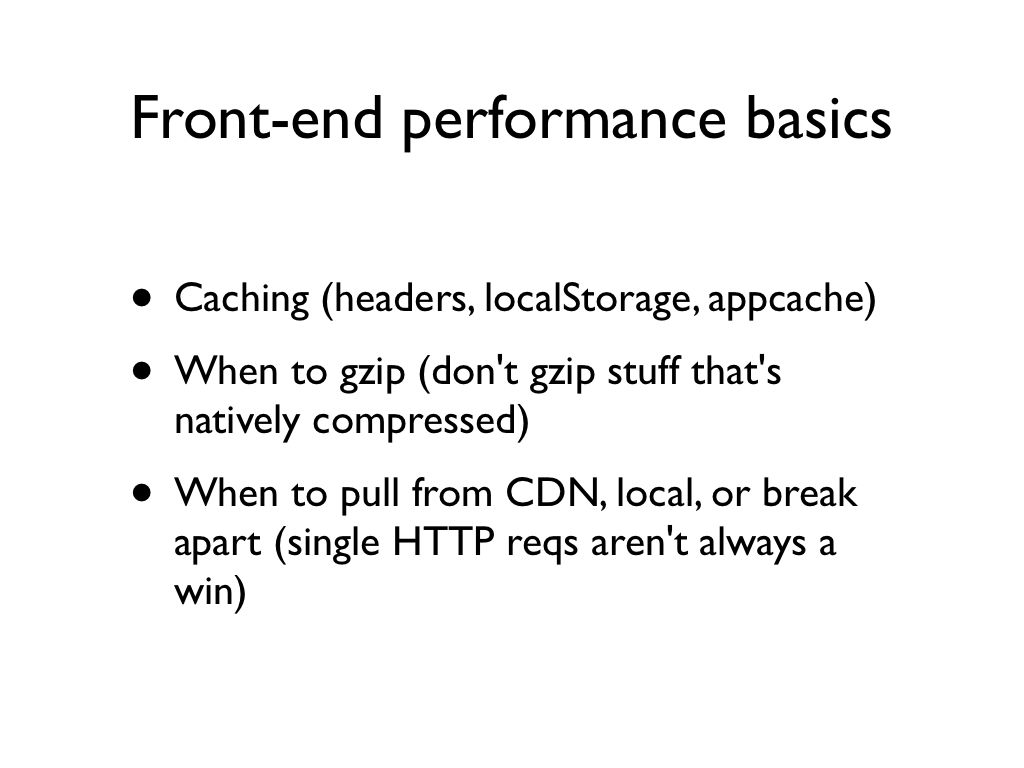 Front-end performance basics
• Caching (headers, localStorage, appcache)
• When to gzip (don't gzip stuff that's
natively compressed)
• When to pull from CDN, local, or break
apart (single HTTP reqs aren't always a
win)